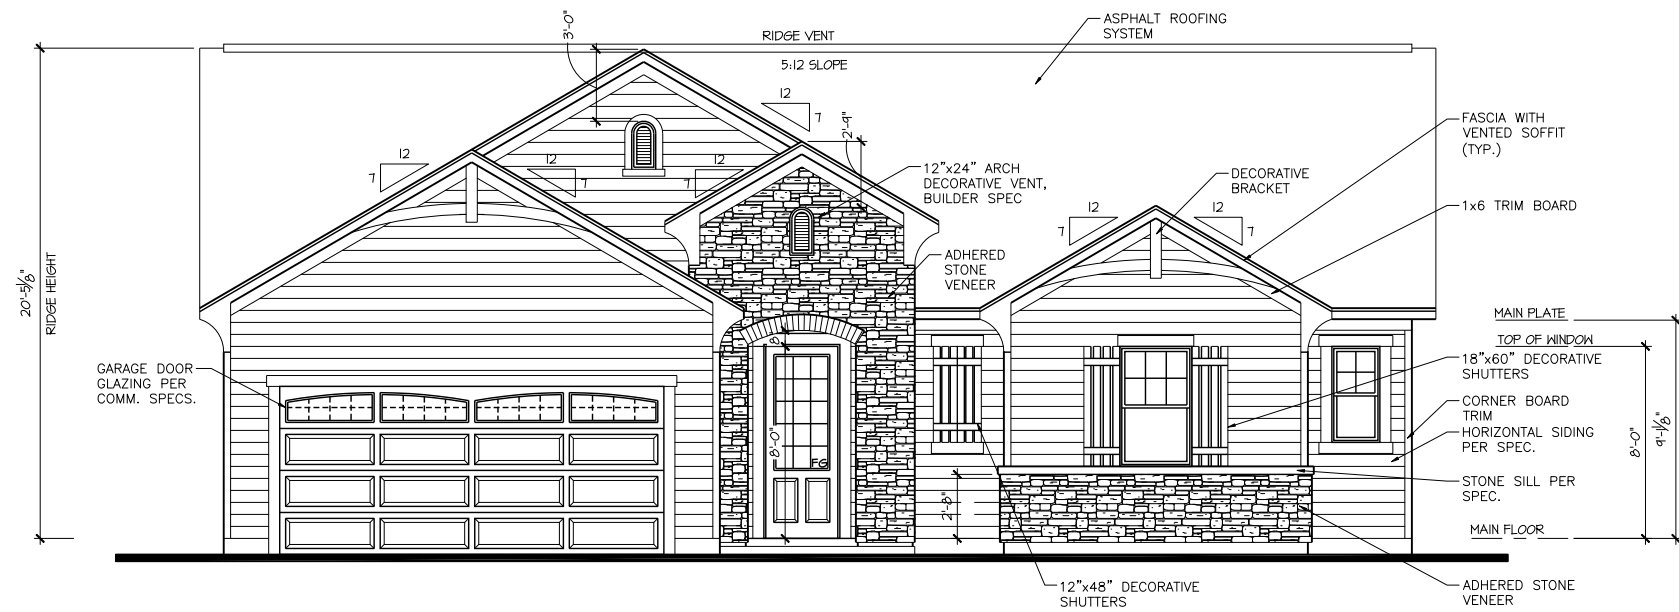 3'-0"
RIDGE VENT
ASPHALT ROOFING
SYSTEM
5:12 SLOPE
12
7
2'-9"
FASCIA WITH
VENTED SOFFIT
(TYP.)
12
7
12
7
12
7
12"x24" ARCH
DECORATIVE VENT,
BUILDER SPEC
DECORATIVE
BRACKET
12
7
12
7
1x6 TRIM BOARD
ADHERED
STONE
VENEER
20'-5⅛"
RIDGE HEIGHT
MAIN PLATE
TOP OF WINDOW
8"
18"x60" DECORATIVE
SHUTTERS
GARAGE DOOR
GLAZING PER
COMM. SPECS.
CORNER BOARD
TRIM
HORIZONTAL SIDING
PER SPEC.
8'-0"
9'-1⅛"
8'-0"
FG
STONE SILL PER
SPEC.
2'-8"
MAIN FLOOR
12"x48" DECORATIVE
SHUTTERS
ADHERED STONE
VENEER